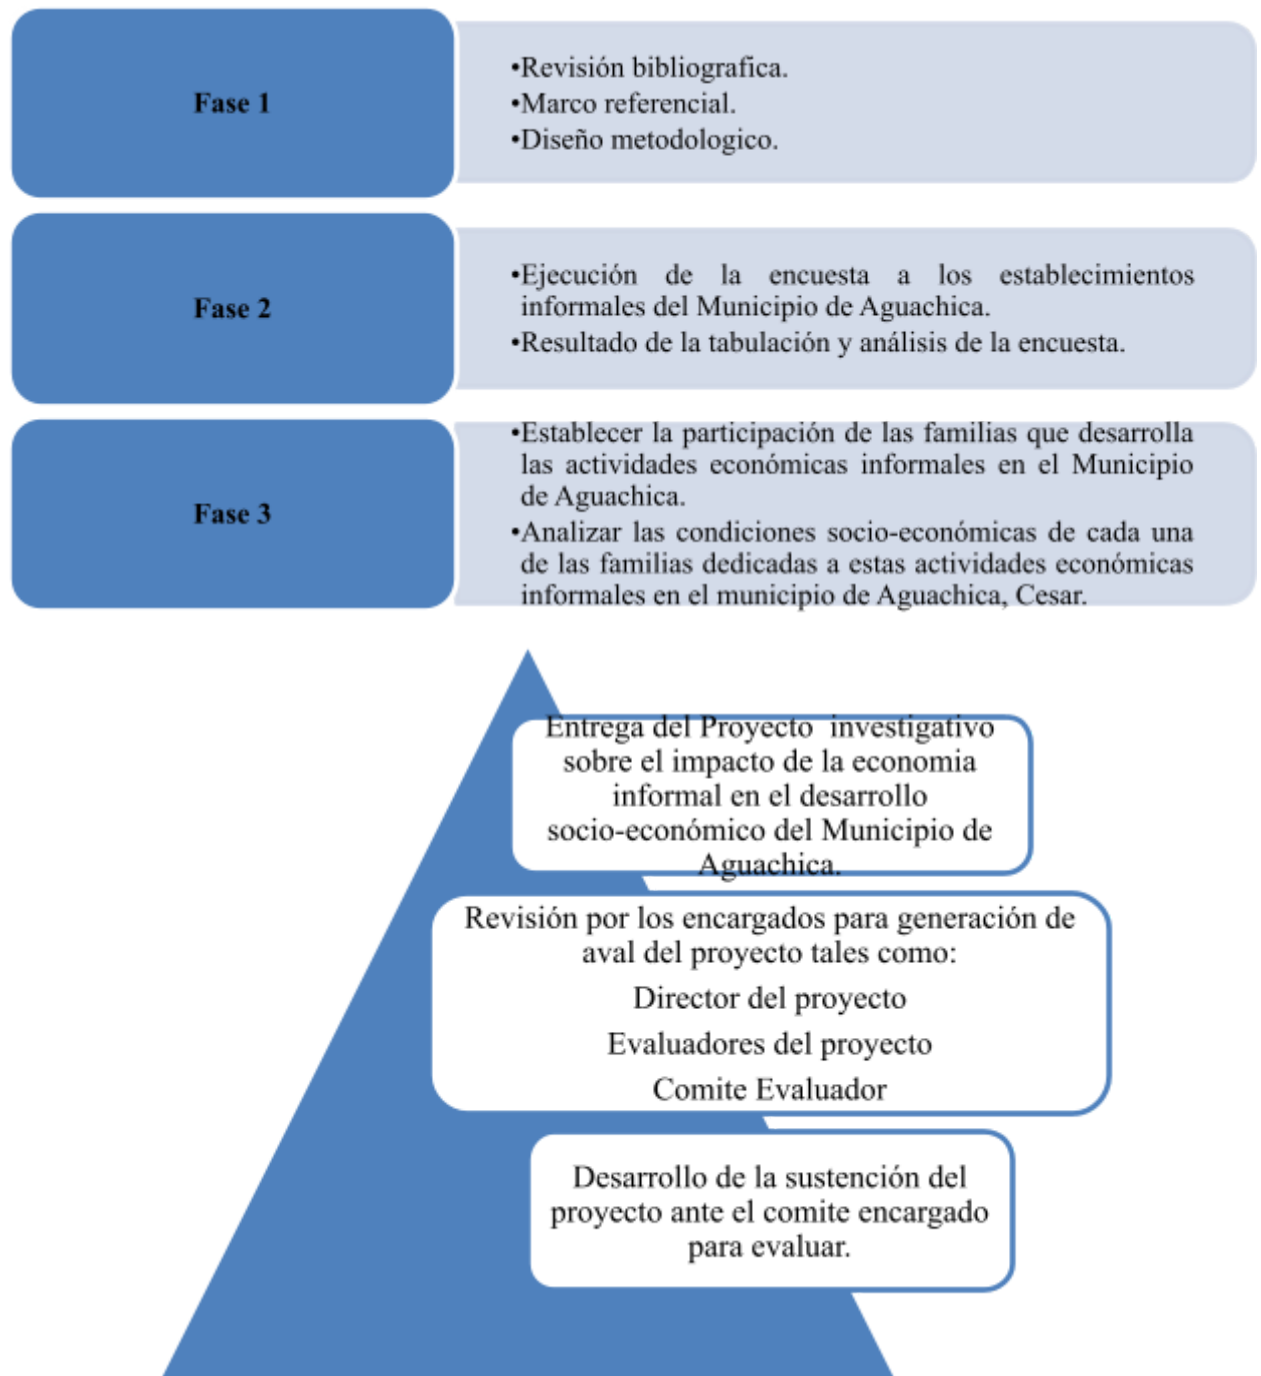 Fase 1
•Revisión bibliografica.
•Marco referencial.
•Diseño metodologico.
Fase 2
•Ejecución de la encuesta a los establecimientos
informales del Municipio de Aguachica.
•Resultado de la tabulación y análisis de la encuesta.
Fase 3
•Establecer la participación de las familias que desarrolla
las actividades económicas informales en el Municipio
de Aguachica.
•Analizar las condiciones socio-económicas de cada una
de las familias dedicadas a estas actividades económicas
informales en el municipio de Aguachica, Cesar.
Entrega del Proyecto investigativo
sobre el impacto de la economia
informal en el desarrollo
socio-económico del Municipio de
Aguachica.
Revisión por los encargados para generación de
aval del proyecto tales como:
Director del proyecto
Evaluadores del proyecto
Comite Evaluador
Desarrollo de la sustención del
proyecto ante el comite encargado
para evaluar.